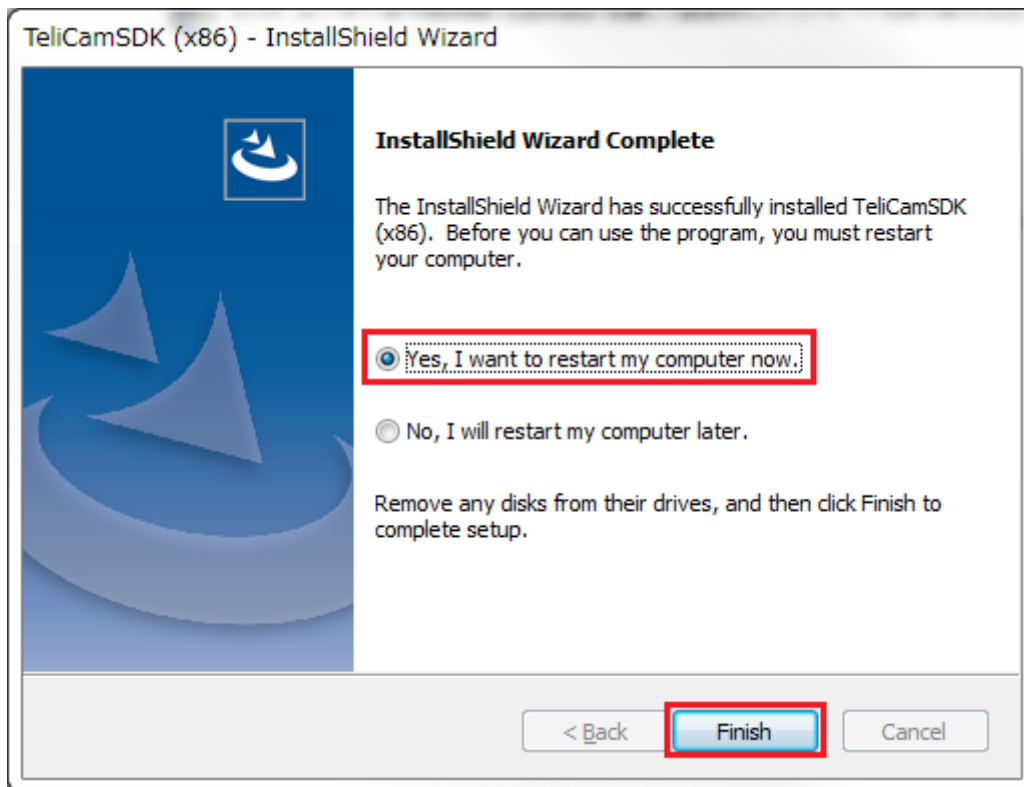 TeliCamSDK (x86) - InstallShield Wizard
InstallShield Wizard Complete
The InstallShield Wizard has successfully installed TeliCamSDK
(x86).  Before you can use the program, you must restart
your computer.
Yes, I want to restart my computer now.
No, I will restart my computer later.
Remove any disks from their drives, and then click Finish to
complete setup.
< Back
Finish
Cancel